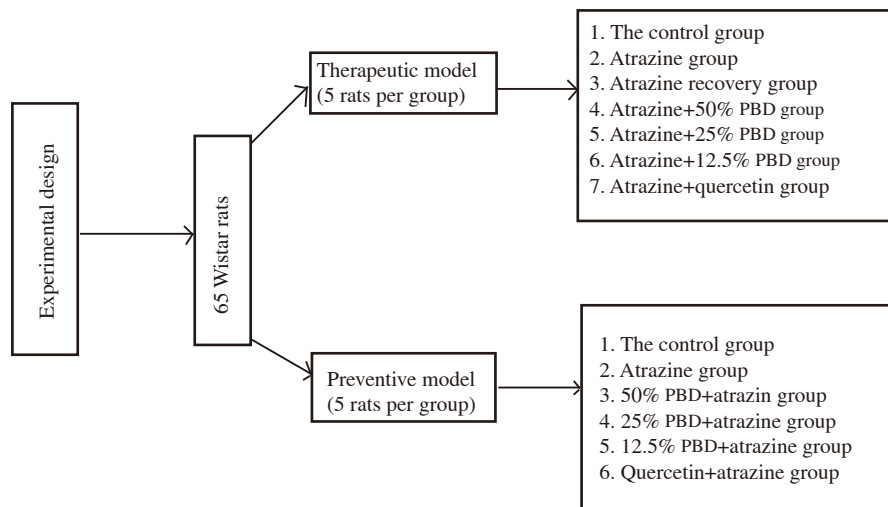 Experimental design
65 Wistar rats
Therapeutic model
(5 rats per group)
1. The control group
2. Atrazine group
3. Atrazine recovery group
4. Atrazine+50% PBD group
5. Atrazine+25% PBD group
6. Atrazine+12.5% PBD group
7. Atrazine+quercetin group
Preventive model
(5 rats per group)
1. The control group
2. Atrazine group
3. 50% PBD+atrazin group
4. 25% PBD+atrazine group
5. 12.5% PBD+atrazine group
6. Quercetin+atrazine group